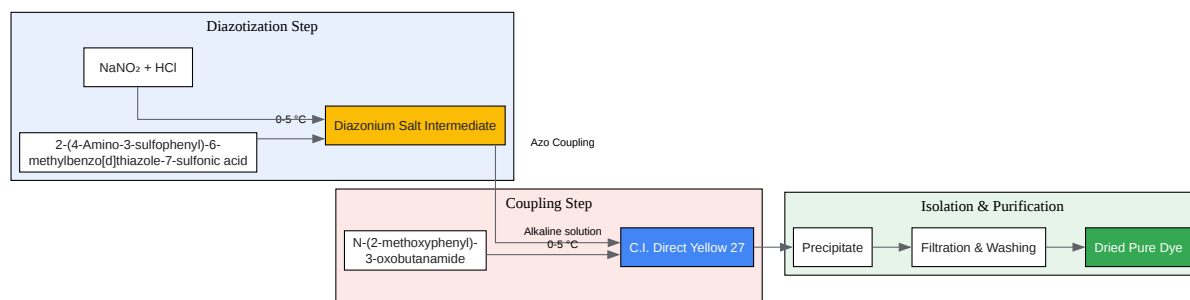 Diazotization Step
NaNO₂ + HCl
0-5 °C
Diazonium Salt Intermediate
2-(4-Amino-3-sulfophenyl)-6-
methylbenzo[d]thiazole-7-sulfonic acid
Azo Coupling
Coupling Step
Alkaline solution
0-5 °C
N-(2-methoxyphenyl)-
3-oxobutanamide
C.I. Direct Yellow 27
Isolation & Purification
Precipitate
Filtration & Washing
Dried Pure Dye